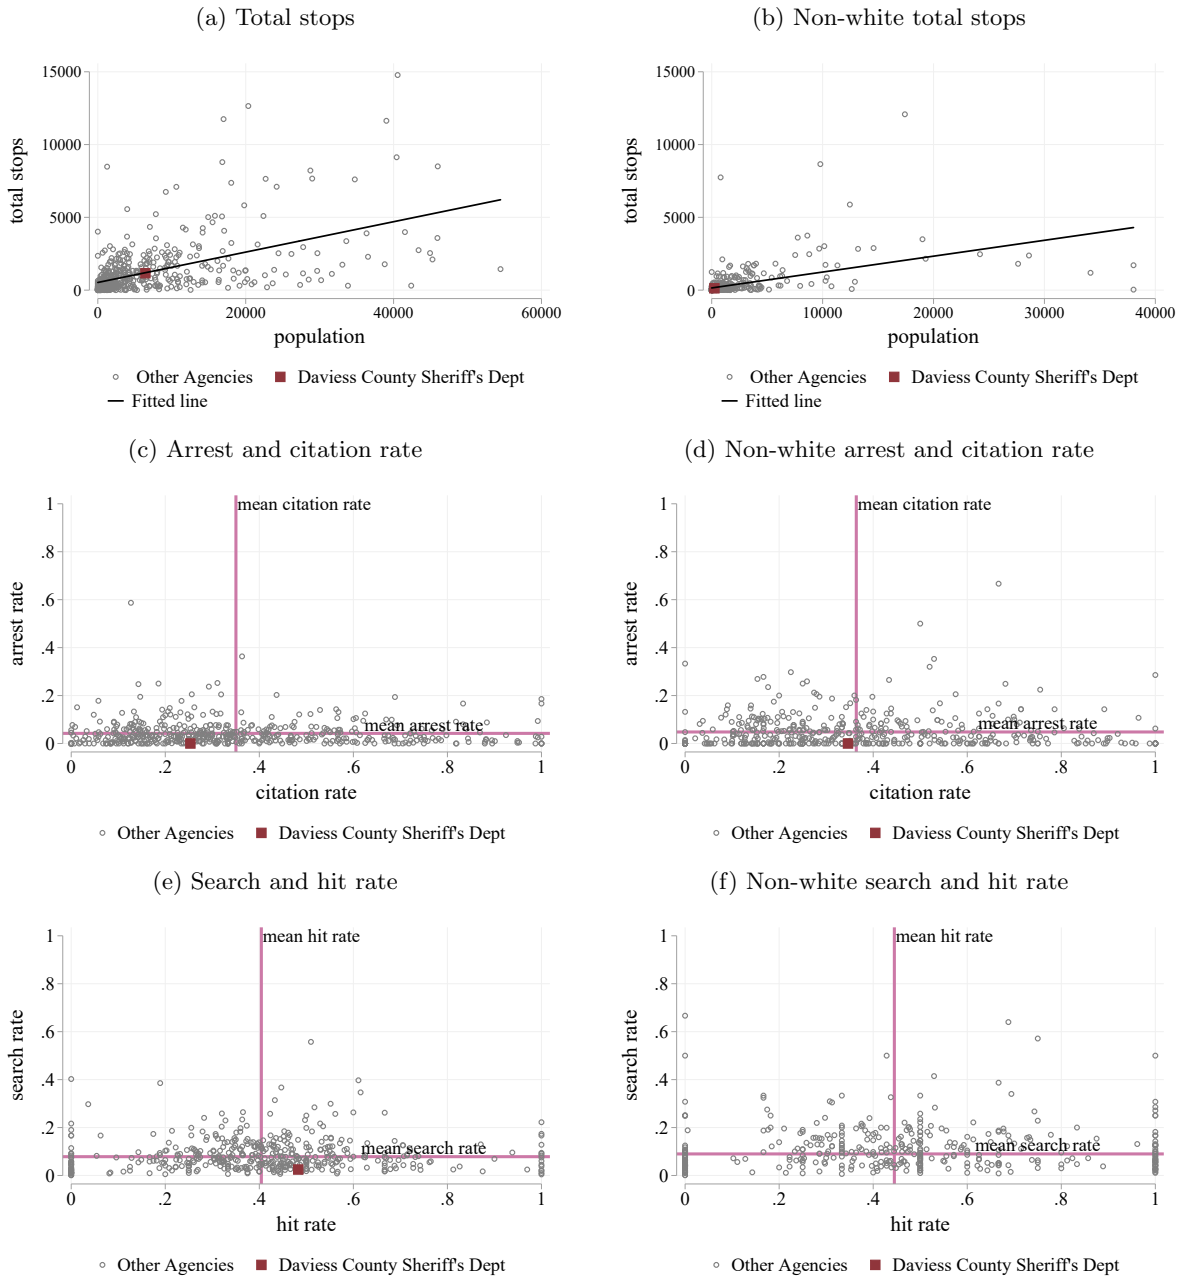 (a) Total stops
(b) Non-white total stops
15000
10000
5000
0
total stops
0 20000 40000 60000
population
Other Agencies Daviess County Sheriff's Dept
Fitted line
15000
10000
5000
0
total stops
0 10000 20000 30000 40000
population
Other Agencies Daviess County Sheriff's Dept
Fitted line
(c) Arrest and citation rate
(d) Non-white arrest and citation rate
1
.8
.6
.4
.2
0
arrest rate
mean citation rate
mean arrest rate
0 .2 .4 .6 .8 1
citation rate
Other Agencies Daviess County Sheriff's Dept
1
.8
.6
.4
.2
0
arrest rate
mean citation rate
mean arrest rate
0 .2 .4 .6 .8 1
citation rate
Other Agencies Daviess County Sheriff's Dept
(e) Search and hit rate
(f) Non-white search and hit rate
1
.8
.6
.4
.2
0
search rate
mean hit rate
mean search rate
0 .2 .4 .6 .8 1
hit rate
Other Agencies Daviess County Sheriff's Dept
1
.8
.6
.4
.2
0
search rate
mean hit rate
mean search rate
0 .2 .4 .6 .8 1
hit rate
Other Agencies Daviess County Sheriff's Dept